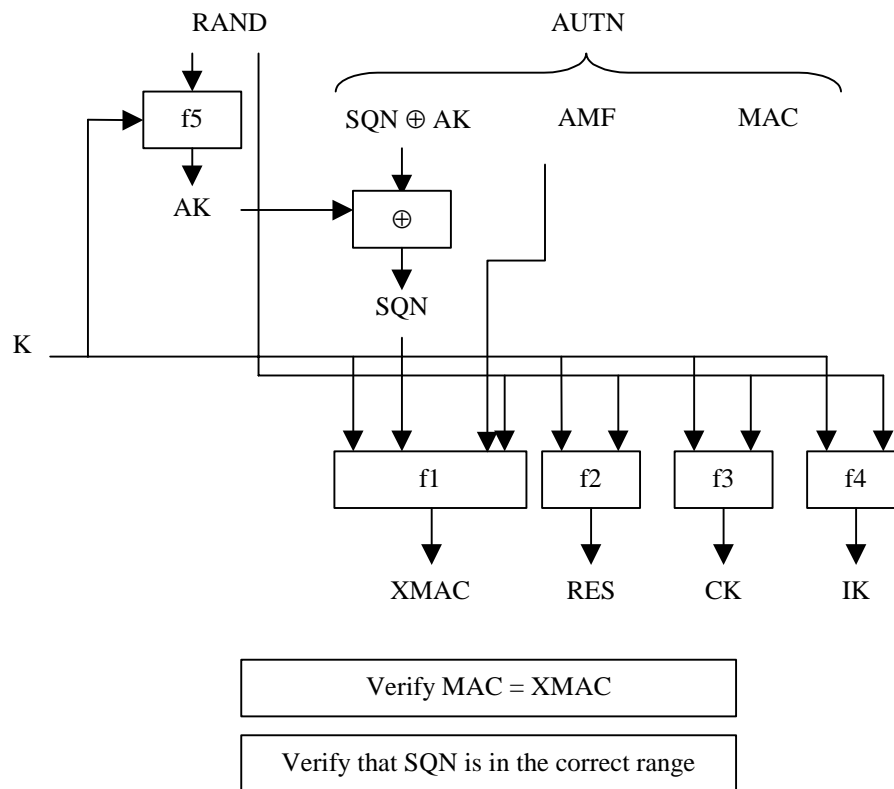 RAND AUTN
f5 SQN ⊕ AK AMF MAC
AK ⊕
SQN
K
f1 f2 f3 f4
XMAC RES CK IK
Verify MAC = XMAC
Verify that SQN is in the correct range